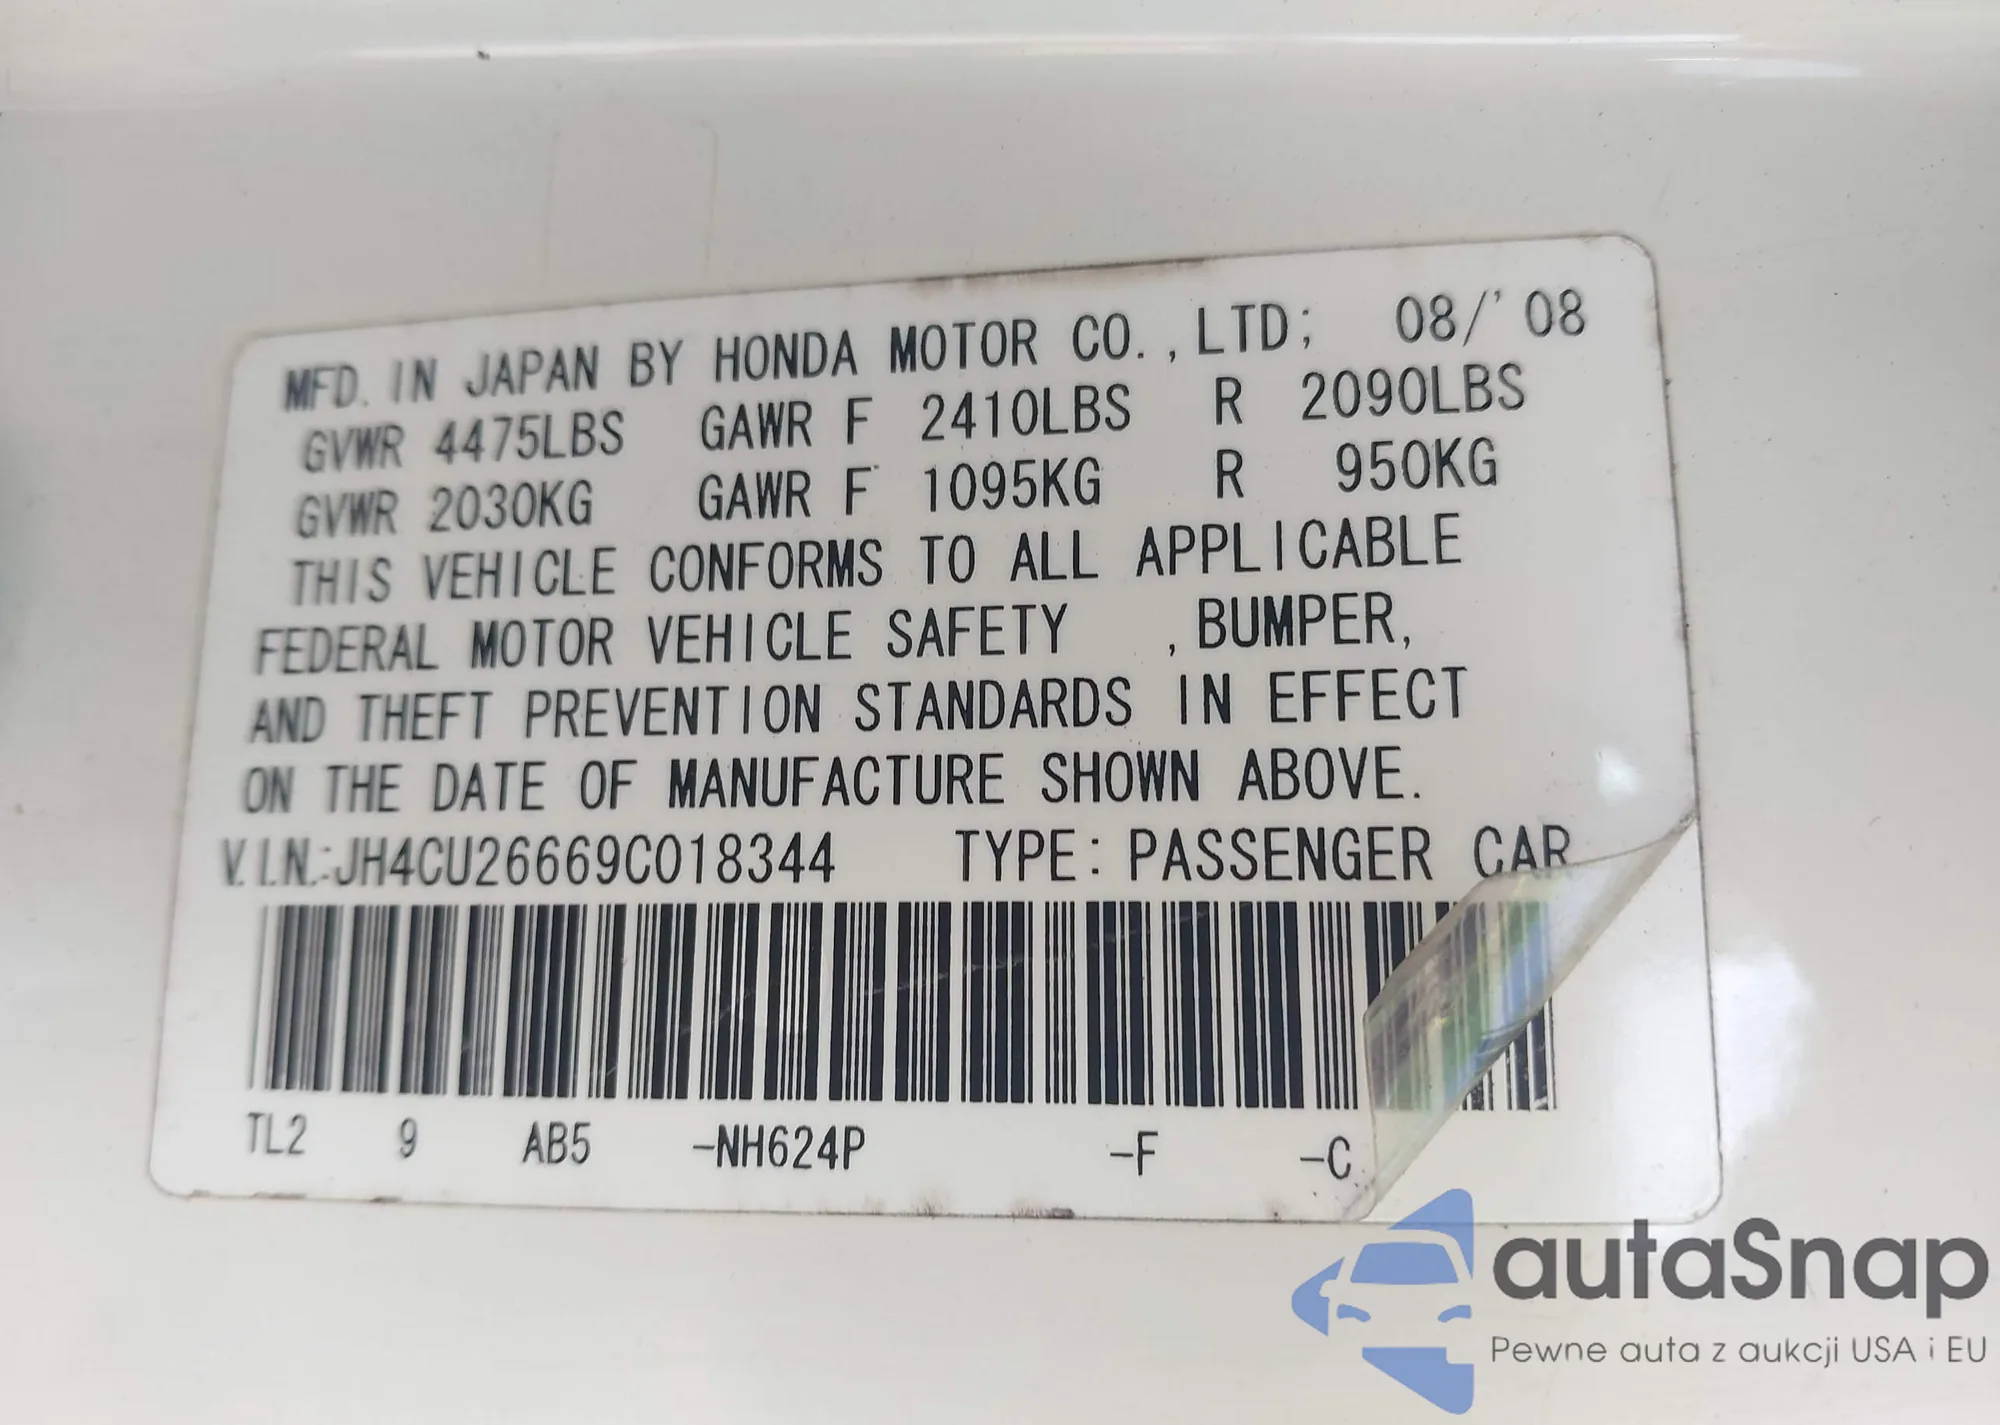 MFD. IN JAPAN BY HONDA MOTOR CO.,LTD; 08/'08
GVWR 4475LBS GAWR F 2410LBS R 2090LBS
GVWR 2030KG GAWR F 1095KG R 950KG
THIS VEHICLE CONFORMS TO ALL APPLICABLE
FEDERAL MOTOR VEHICLE SAFETY , BUMPER,
AND THEFT PREVENTION STANDARDS IN EFFECT
ON THE DATE OF MANUFACTURE SHOWN ABOVE.
V.I.N.:JH4CU26669C018344 TYPE: PASSENGER CAR
TL2 9 AB5 -NH624P -F -C
autaSnap
Pewne auta z aukcji USA i EU